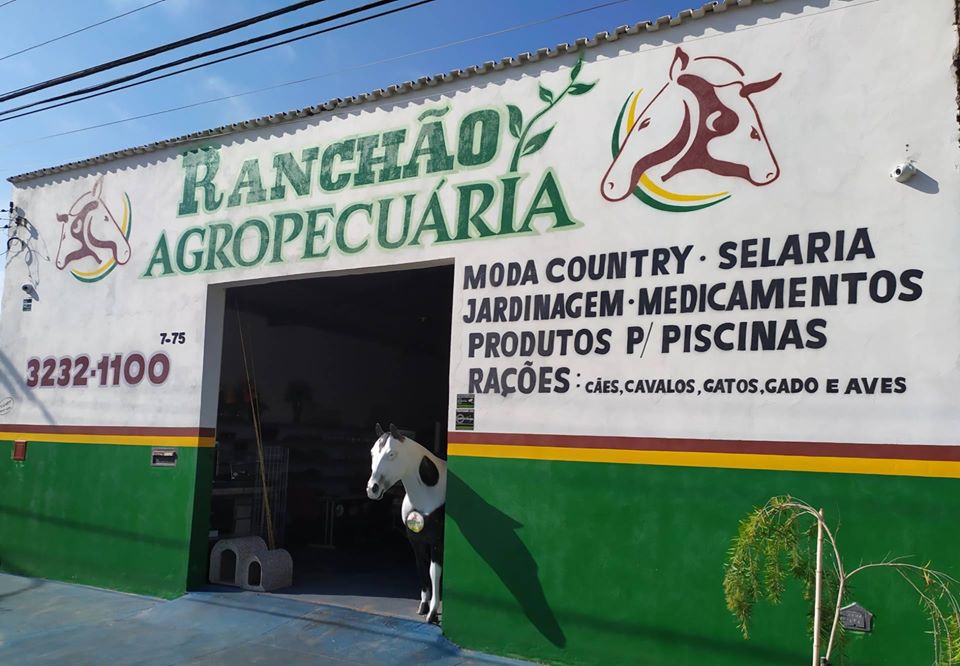 RANCHÃO
AGROPECUÁRIA
MODA COUNTRY · SELARIA
JARDINAGEM · MEDICAMENTOS
PRODUTOS P/ PISCINAS
RAÇÕES: CÃES, CAVALOS, GATOS, GADO E AVES
7-75
3232-1100